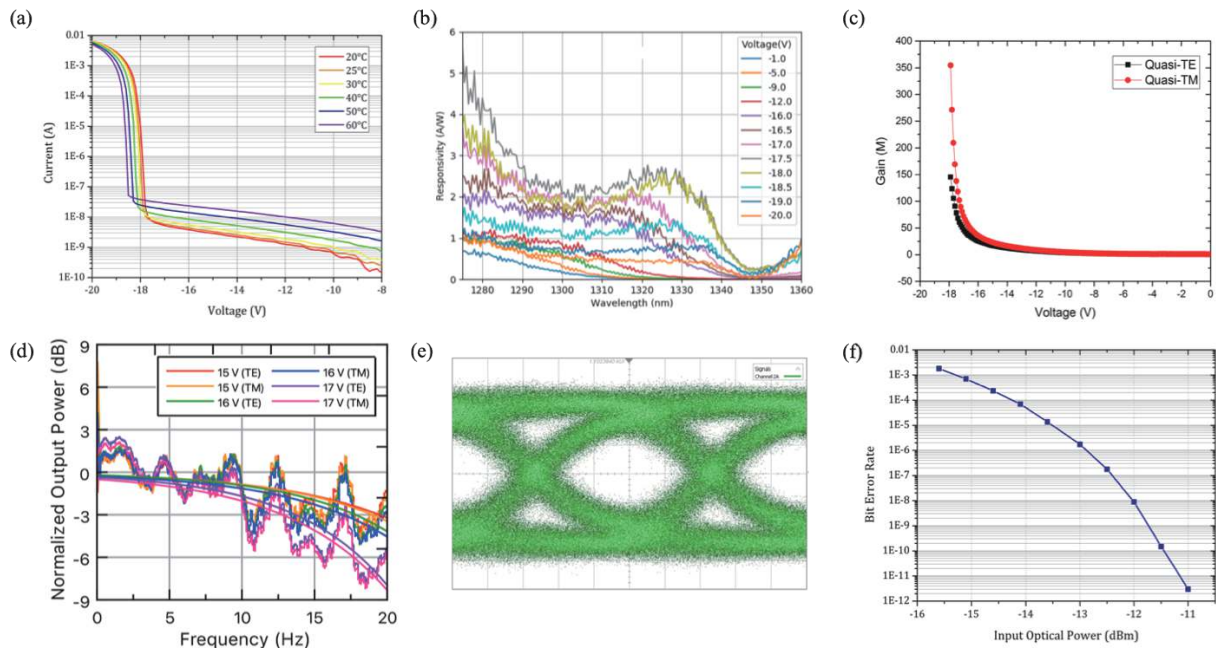 (a)
0.01
1E-3
1E-4
1E-5
1E-6
1E-7
1E-8
1E-9
1E-10
Current (A)
20°C
25°C
30°C
40°C
50°C
60°C
-20
-18
-16
-14
-12
-10
-8
Voltage (V)
(b)
6
5
4
3
2
1
0
Responsivity (A/W)
Voltage(V)
-1.0
-5.0
-9.0
-12.0
-16.0
-16.5
-17.0
-17.5
-18.0
-18.5
-19.0
-20.0
1280
1290
1300
1310
1320
1330
1340
1350
1360
Wavelength (nm)
(c)
400
350
300
250
200
150
100
50
0
-50
Gain (M)
Quasi-TE
Quasi-TM
-20
-18
-16
-14
-12
-10
-8
-6
-4
-2
0
Voltage (V)
(d)
9
6
3
0
-3
-6
-9
Normalized Output Power (dB)
15 V (TE)
15 V (TM)
16 V (TE)
16 V (TM)
17 V (TE)
17 V (TM)
0
5
10
15
20
Frequency (Hz)
(e)
Signals
(f)
0.01
1E-3
1E-4
1E-5
1E-6
1E-7
1E-8
1E-9
1E-10
1E-11
1E-12
Bit Error Rate
-16
-15
-14
-13
-12
-11
Input Optical Power (dBm)